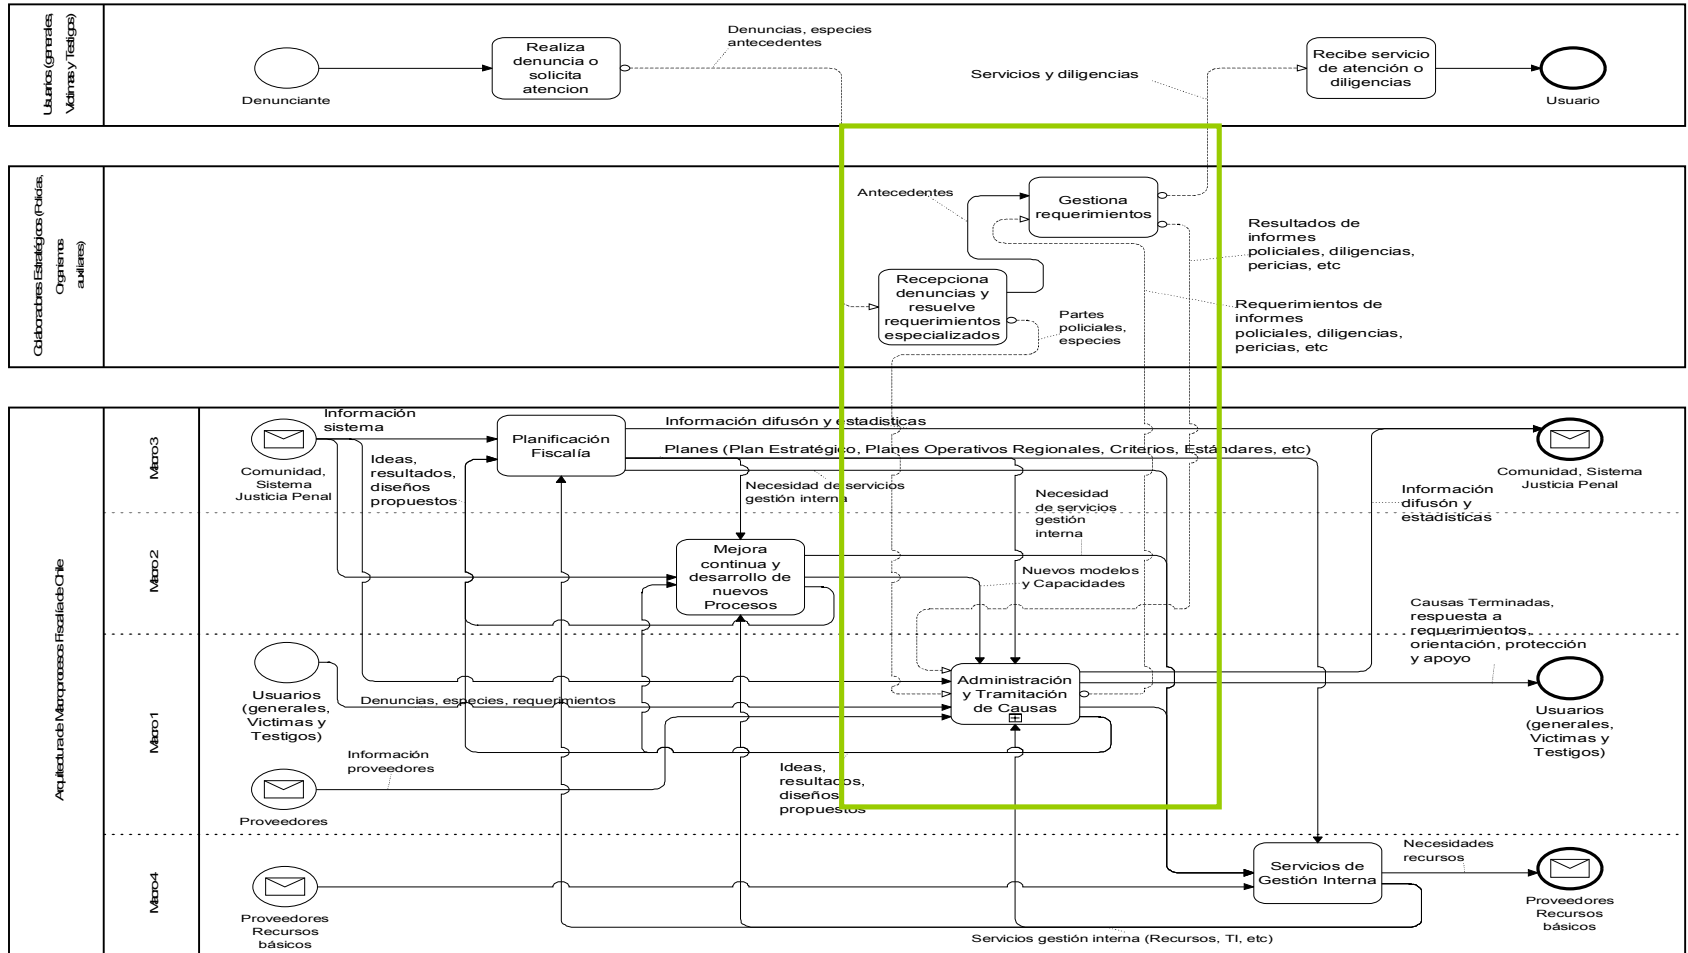 Usuarios (generales,
Victimas y Testigos)
Denunciante
Realiza
denuncia o
solicita
atencion
Denuncias, especies
antecedentes
Servicios y diligencias
Recibe servicio
de atención o
diligencias
Usuario
Colaboradores Estratégicos (Policías,
Organismos
auxiliares)
Antecedentes
Gestiona
requerimientos
Recepciona
denuncias y
resuelve
requerimientos
especializados
Partes
policiales,
especies
Resultados de
informes
policiales, diligencias,
pericias, etc
Requerimientos de
informes
policiales, diligencias,
pericias, etc
Arquitectura de Macroprocesos Fiscalía de Chile
Macro3
Comunidad,
Sistema
Justicia Penal
Información
sistema
Ideas,
resultados,
diseños
propuestos
Planificación
Fiscalía
Información difusón y estadisticas
Planes (Plan Estratégico, Planes Operativos Regionales, Criterios, Estándares, etc)
Necesidad de servicios
gestión interna
Necesidad
de servicios
gestión
interna
Información
difusón y
estadisticas
Comunidad, Sistema
Justicia Penal
Macro2
Mejora
continua y
desarrollo de
nuevos
Procesos
Nuevos modelos
y Capacidades
Macro1
Usuarios
(generales,
Victimas y
Testigos)
Denuncias, especies, requerimientos
Información
proveedores
Proveedores
Administración
y Tramitación
de Causas
Ideas,
resultados,
diseños
propuestos
Causas Terminadas,
respuesta a
requerimientos,
orientación, protección
y apoyo
Usuarios
(generales,
Victimas y
Testigos)
Macro4
Proveedores
Recursos
básicos
Servicios de
Gestión Interna
Necesidades
recursos
Proveedores
Recursos
básicos
Servicios gestión interna (Recursos, TI, etc)